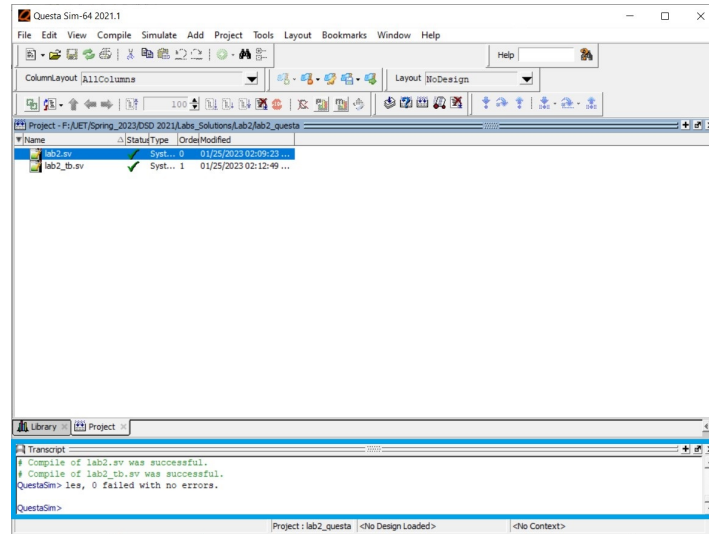 Questa Sim-64 2021.1
File Edit View Compile Simulate Add Project Tools Layout Bookmarks Window Help
Help
ColumnLayout AllColumns
Layout NoDesign
100
Project - F:/UET/Spring_2023/DSD 2021/Labs_Solutions/Lab2/lab2_questa
Name Status Type Order Modified
lab2.sv Syst... 0 01/25/2023 02:09:23 ...
lab2_tb.sv Syst... 1 01/25/2023 02:12:49 ...
Library Project
Transcript
# Compile of lab2.sv was successful.
# Compile of lab2_tb.sv was successful.
QuestaSim> les, 0 failed with no errors.
QuestaSim>
Project : lab2_questa <No Design Loaded> <No Context>